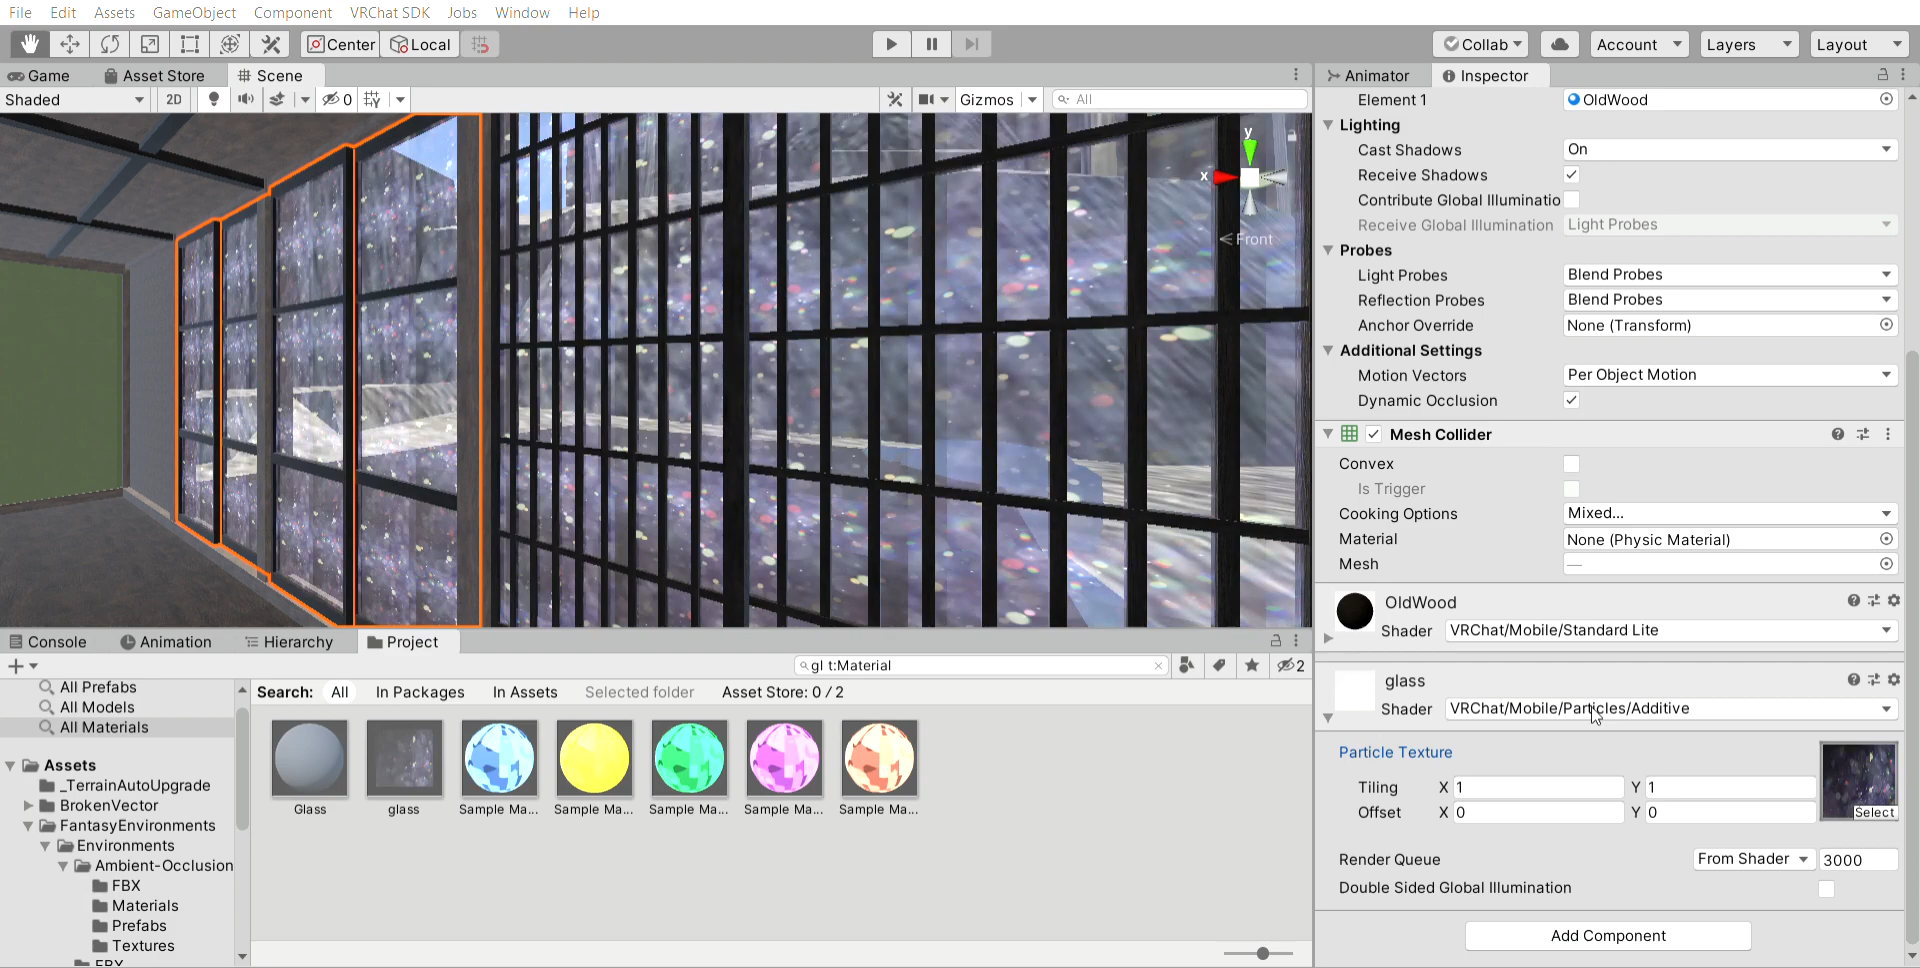 File Edit Assets GameObject Component VRChat SDK Jobs Window Help
Center Local Collab Account Layers Layout
Game Asset Store Scene
Shaded 2D 0 Gizmos All
y
x
Front
Animator Inspector
Element 1 OldWood
Lighting
Cast Shadows On
Receive Shadows
Contribute Global Illuminatio
Receive Global Illumination Light Probes
Probes
Light Probes Blend Probes
Reflection Probes Blend Probes
Anchor Override None (Transform)
Additional Settings
Motion Vectors Per Object Motion
Dynamic Occlusion
Mesh Collider
Convex
Is Trigger
Cooking Options Mixed...
Material None (Physic Material)
Mesh —
OldWood
Shader VRChat/Mobile/Standard Lite
glass
Shader VRChat/Mobile/Particles/Additive
Particle Texture
Tiling X 1 Y 1
Offset X 0 Y 0
Select
Render Queue From Shader 3000
Double Sided Global Illumination
Add Component
Console Animation Hierarchy Project
gl t:Material 2
All Prefabs
All Models
All Materials
Assets
_TerrainAutoUpgrade
BrokenVector
FantasyEnvironments
Environments
Ambient-Occlusion
FBX
Materials
Prefabs
Textures
FBX
Search: All In Packages In Assets Selected folder Asset Store: 0 / 2
Glass glass Sample Ma... Sample Ma... Sample Ma... Sample Ma... Sample Ma...